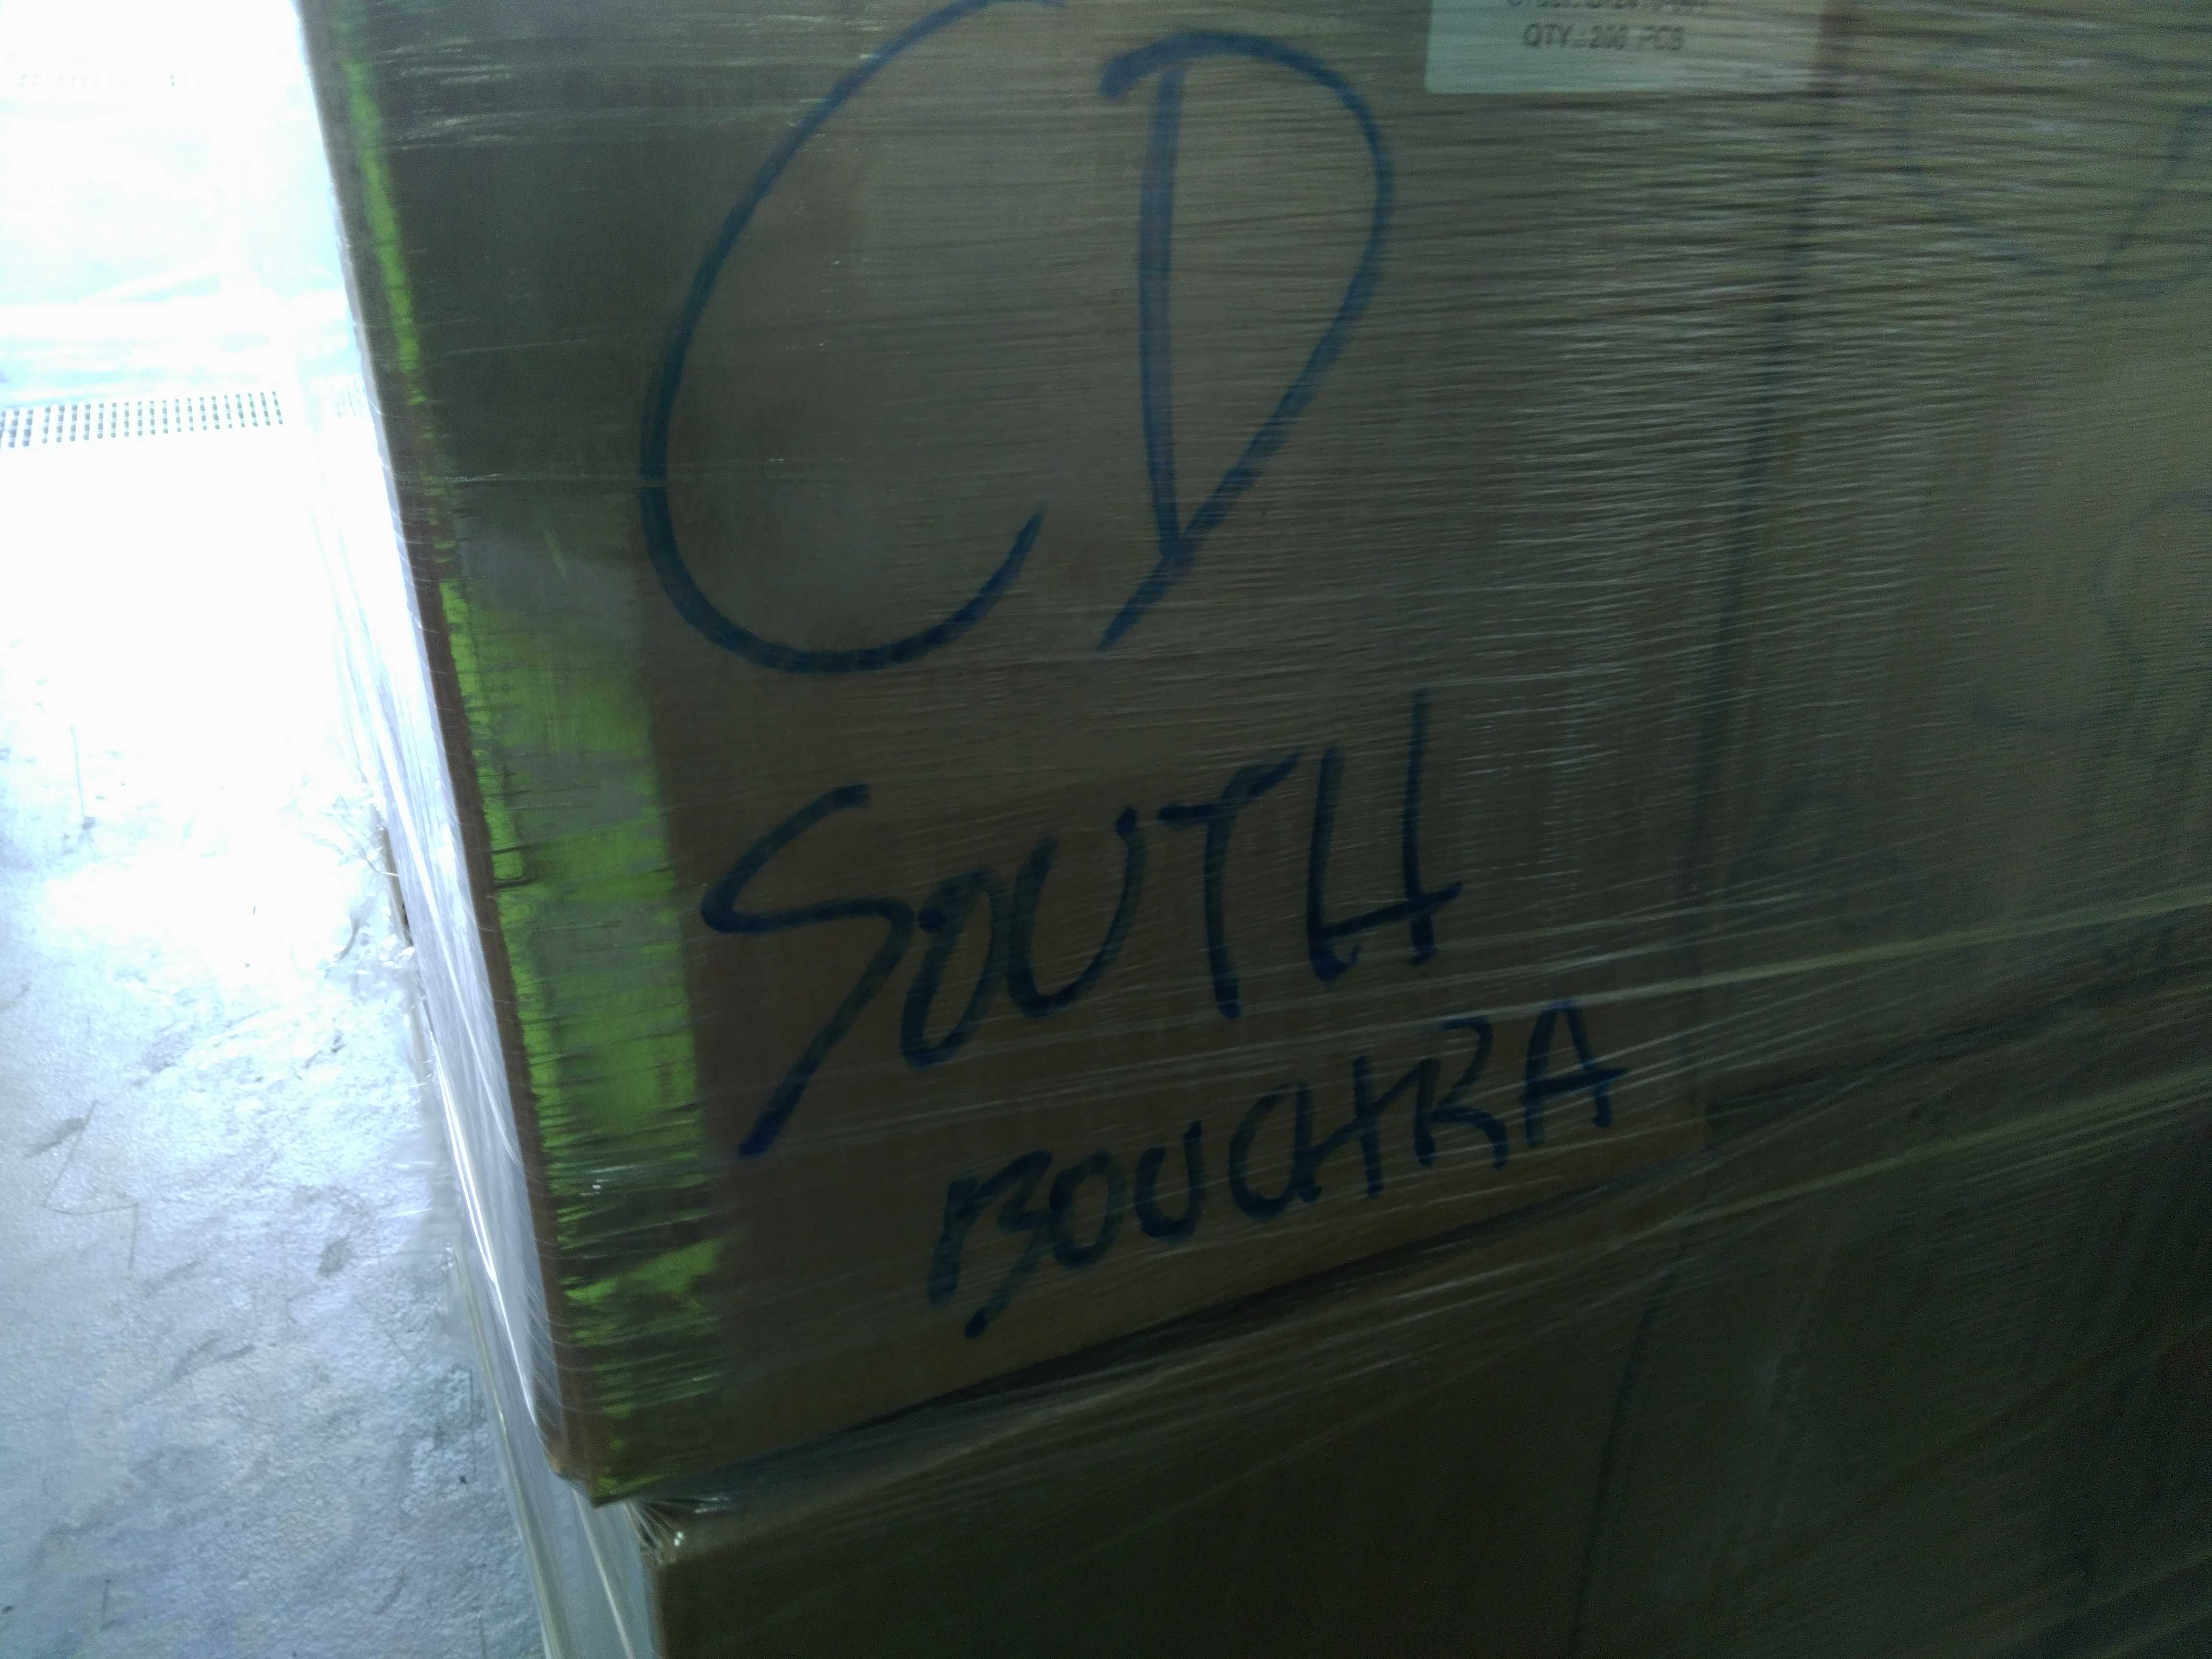 QTY.:200 PCS
CD
SOUTH
BOUCHRA